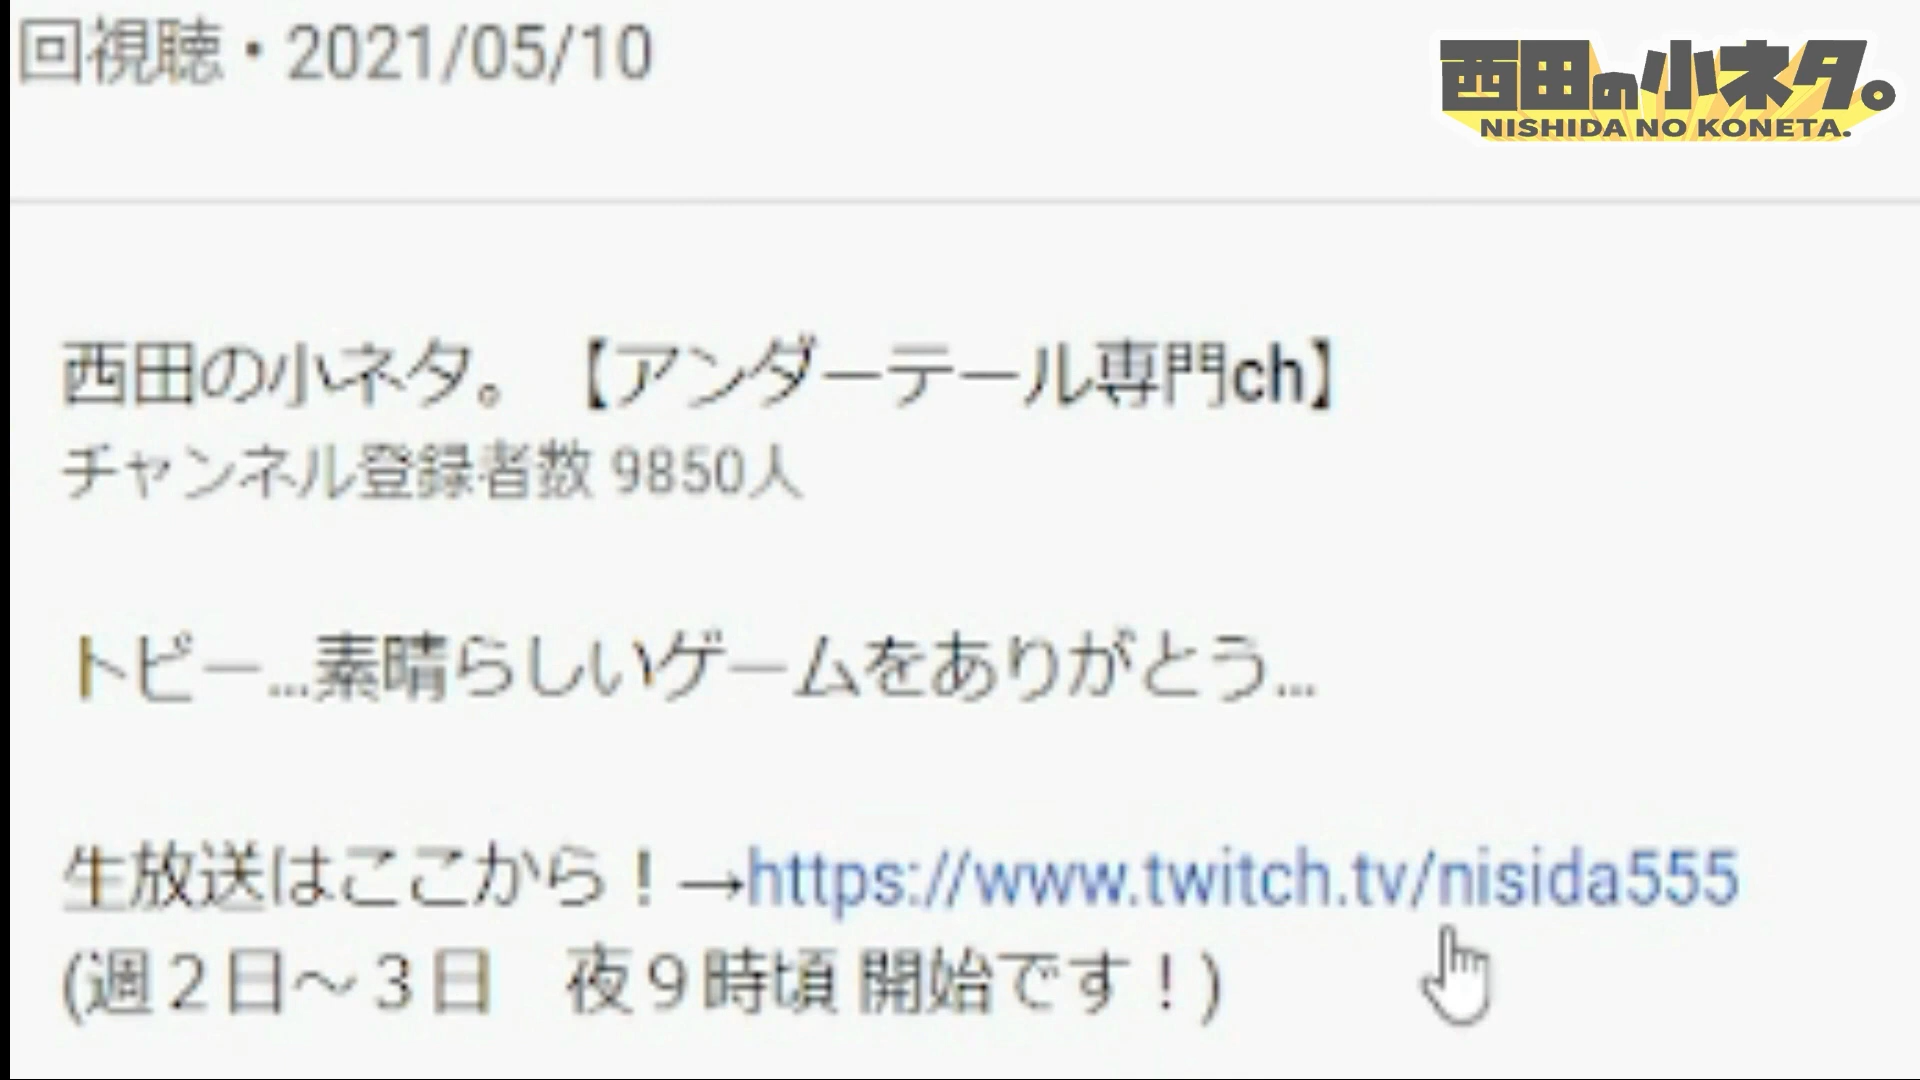 回視聴・2021/05/10
西田の小ネタ。
NISHIDA NO KONETA.
西田の小ネタ。【アンダーテール専門ch】
チャンネル登録者数 9850人
トビー...素晴らしいゲームをありがとう...
生放送はここから！→https://www.twitch.tv/nisida555
(週２日～３日　夜９時頃 開始です！)